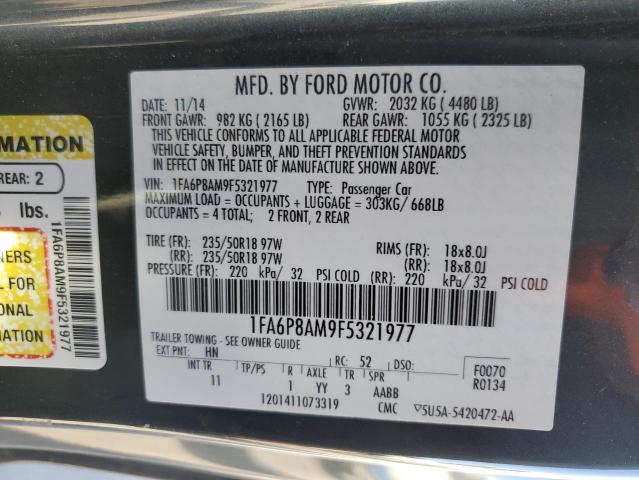 MFD. BY FORD MOTOR CO.
DATE: 11/14 GVWR: 2032 KG ( 4480 LB)
FRONT GAWR: 982 KG ( 2165 LB) REAR GAWR: 1055 KG ( 2325 LB)
THIS VEHICLE CONFORMS TO ALL APPLICABLE FEDERAL MOTOR
VEHICLE SAFETY, BUMPER, AND THEFT PREVENTION STANDARDS
IN EFFECT ON THE DATE OF MANUFACTURE SHOWN ABOVE.
VIN: 1FA6P8AM9F5321977 TYPE: Passenger Car
MAXIMUM LOAD = OCCUPANTS + LUGGAGE = 303KG/ 668LB
OCCUPANTS = 4 TOTAL; 2 FRONT, 2 REAR
TIRE (FR): 235/50R18 97W RIMS (FR): 18x8.0J
(RR): 235/50R18 97W (RR): 18x8.0J
PRESSURE (FR): 220 kPa/ 32 PSI COLD (RR): 220 kPa/ 32 PSI COLD
1FA6P8AM9F5321977
TRAILER TOWING - SEE OWNER GUIDE
EXT PNT: HN RC: 52 DSO: F0070
INT TR TP/PS R AXLE TR SPR R0134
11 1 YY 3 AABB
1201411073319 CMC 5U5A-5420472-AA
RMATION
REAR: 2
lbs.
1FA6P8AM9F5321977
NERS
L FOR
ONAL
MATION